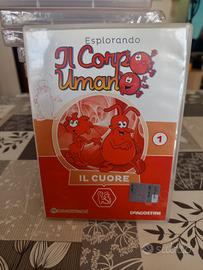 Esplorando
Il Corpo
Umano
1
IL CUORE
DeAGOSTINI